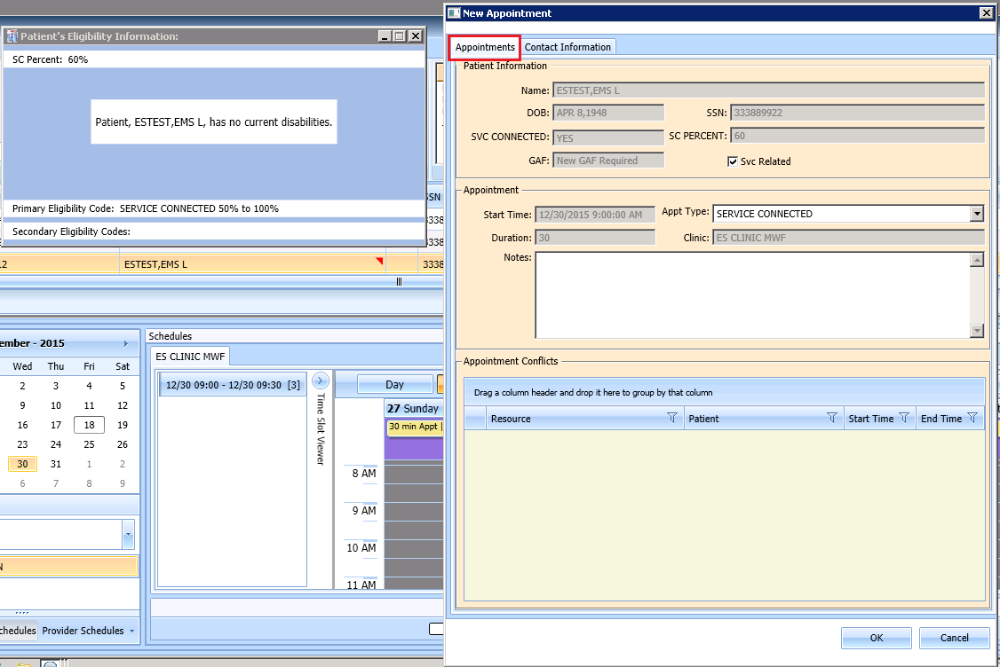 Patient's Eligibility Information:
SC Percent: 60%
Patient, ESTEST,EMS L, has no current disabilities.
Primary Eligibility Code: SERVICE CONNECTED 50% to 100%
Secondary Eligibility Codes:
SSN
338
338
12 ESTEST,EMS L 3338
ember - 2015
Wed Thu Fri Sat
2 3 4 5
9 10 11 12
16 17 18 19
23 24 25 26
30 31 1 2
6 7 8 9
N
chedules Provider Schedules
Schedules
ES CLINIC MWF
12/30 09:00 - 12/30 09:30 [3]
Time Slot Viewer
Day
27 Sunday
30 min Appt |
8 AM
9 AM
10 AM
11 AM
New Appointment
Appointments Contact Information
Patient Information
Name: ESTEST,EMS L
DOB: APR 8,1948 SSN: 333889922
SVC CONNECTED: YES SC PERCENT: 60
GAF: New GAF Required Svc Related
Appointment
Start Time: 12/30/2015 9:00:00 AM Appt Type: SERVICE CONNECTED
Duration: 30 Clinic: ES CLINIC MWF
Notes:
Appointment Conflicts
Drag a column header and drop it here to group by that column
Resource Patient Start Time End Time
OK Cancel